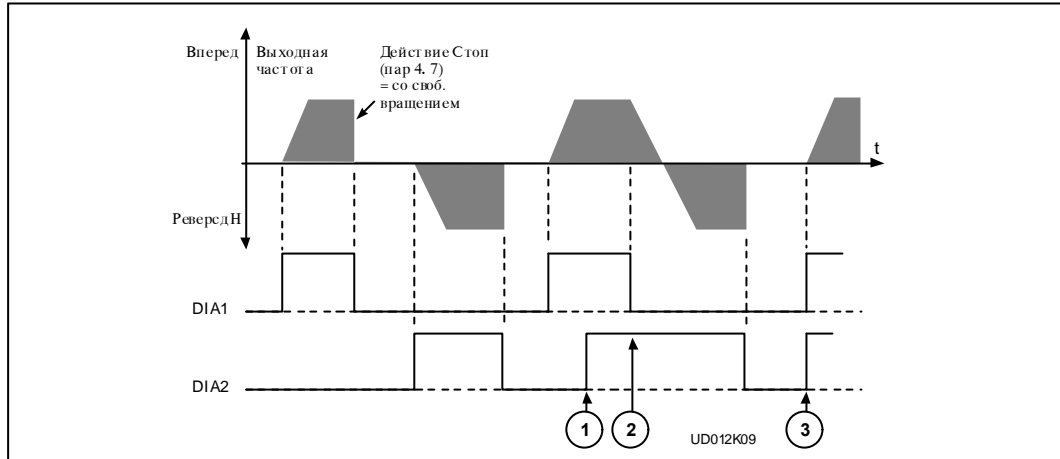 Вперед
Выходная
частота
Действие Стоп
(пар 4. 7)
= со своб.
вращением
t
РеверсдН
DIA1
DIA2
1
2
3
UD012K09